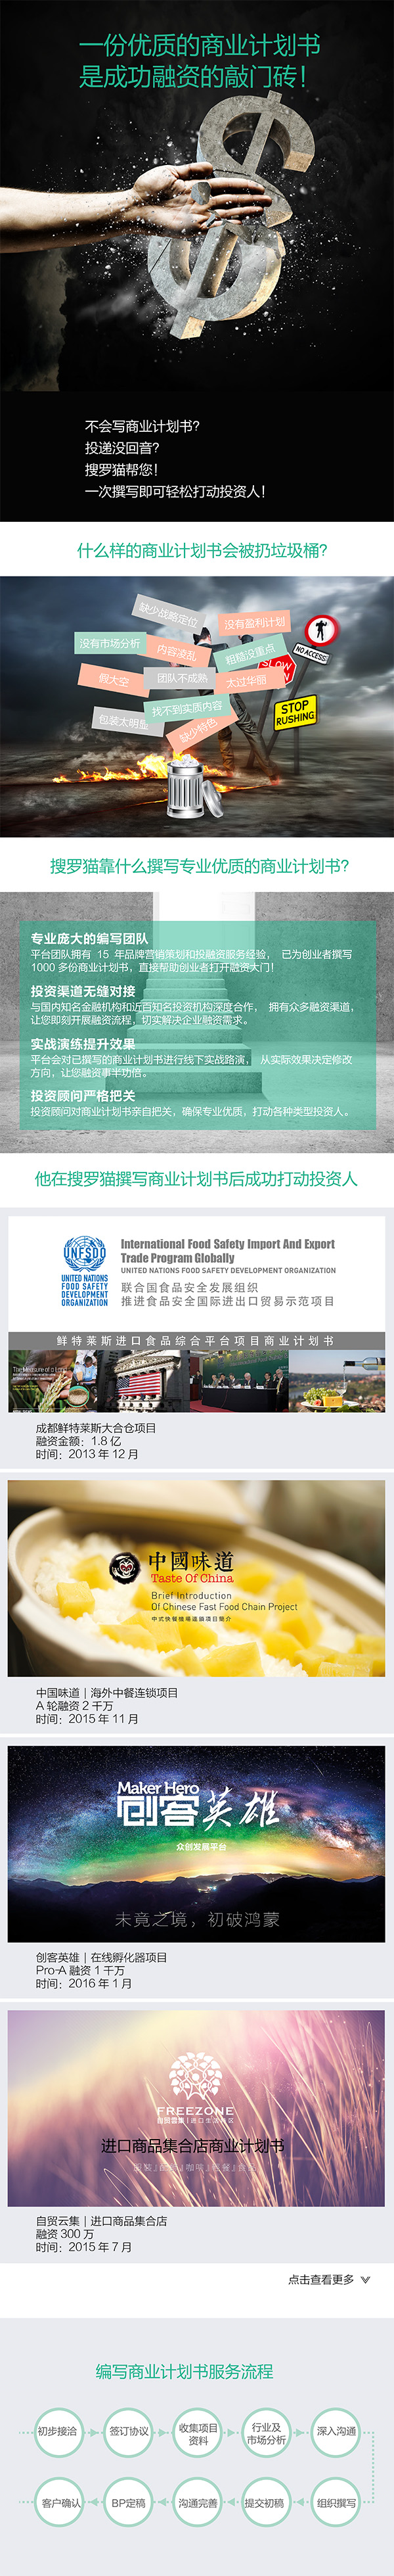 一份优质的商业计划书
是成功融资的敲门砖！
不会写商业计划书？
投递没回音？
搜罗猫帮您！
一次撰写即可轻松打动投资人！
什么样的商业计划书会被扔垃圾桶？
缺少战略定位
没有盈利计划
没有市场分析
内容凌乱
粗糙没重点
NO ACCESS
SLOW
假大空
团队不成熟
太过华丽
包装太明显
找不到实质内容
STOP
RUSHING
缺少特色
搜罗猫靠什么撰写专业优质的商业计划书？
专业庞大的编写团队
平台团队拥有 15 年品牌营销策划和投融资服务经验， 已为创业者撰写
1000 多份商业计划书，直接帮助创业者打开融资大门！
投资渠道无缝对接
与国内知名金融机构和近百知名投资机构深度合作， 拥有众多融资渠道，
让您即刻开展融资流程，切实解决企业融资需求。
实战演练提升效果
平台会对已撰写的商业计划书进行线下实战路演， 从实际效果决定修改
方向，让您融资事半功倍。
投资顾问严格把关
投资顾问对商业计划书亲自把关，确保专业优质，打动各种类型投资人。
他在搜罗猫撰写商业计划书后成功打动投资人
UNFSDO
UNITED NATIONS
FOOD SAFETY
DEVELOPMENT
ORGANIZATION
International Food Safety Import And Export
Trade Program Globally
UNITED NATIONS FOOD SAFETY DEVELOPMENT ORGANIZATION
联合国食品安全发展组织
推进食品安全国际进出口贸易示范项目
鲜特莱斯进口食品综合平台项目商业计划书
成都鲜特莱斯大合仓项目
融资金额：1.8 亿
时间：2013 年 12 月
中國味道
Taste Of China
Brief Introduction
Of Chinese Fast Food Chain Project
中式快餐機場連鎖項目簡介
中国味道｜海外中餐连锁项目
A 轮融资 2 千万
时间：2015 年 11 月
Maker Hero
创客英雄
众创发展平台
未竟之境，初破鸿蒙
创客英雄｜在线孵化器项目
Pro-A 融资 1 千万
时间：2016 年 1 月
FREEZONE
自贸云集｜进口生活特区
进口商品集合店商业计划书
自贸云集｜进口商品集合店
融资 300 万
时间：2015 年 7 月
点击查看更多
编写商业计划书服务流程
初步接洽
签订协议
收集项目
资料
行业及
市场分析
深入沟通
客户确认
BP定稿
沟通完善
提交初稿
组织撰写